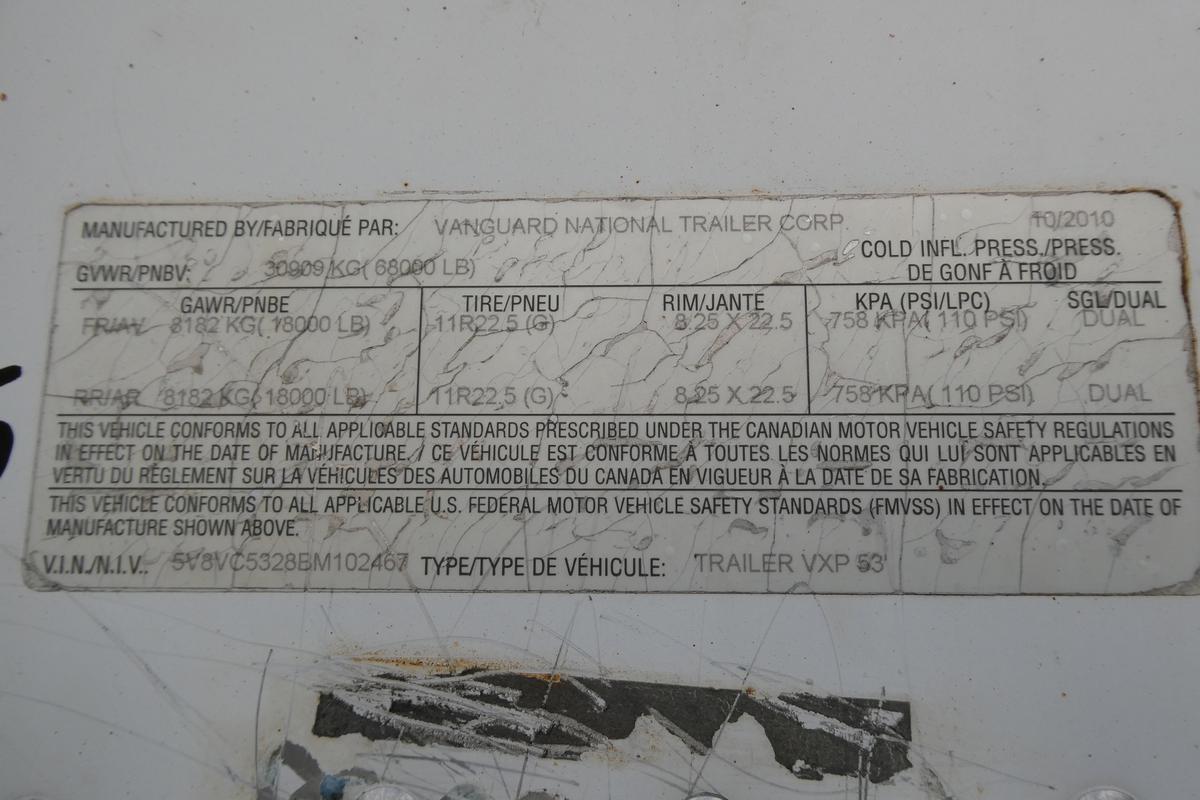 MANUFACTURED BY/FABRIQUÉ PAR: VANGUARD NATIONAL TRAILER CORP. 10/2010
GVWR/PNBV: 30909 KG( 68000 LB) COLD INFL. PRESS./PRESS.
DE GONF À FROID
GAWR/PNBE TIRE/PNEU RIM/JANTE KPA (PSI/LPC) SGL/DUAL
FR/AV 8182 KG( 18000 LB) 11R22.5 (G) 8.25 X 22.5 758 KPA( 110 PSI) DUAL
RR/AR 8182 KG( 18000 LB) 11R22.5 (G) 8.25 X 22.5 758 KPA( 110 PSI) DUAL
THIS VEHICLE CONFORMS TO ALL APPLICABLE STANDARDS PRESCRIBED UNDER THE CANADIAN MOTOR VEHICLE SAFETY REGULATIONS
IN EFFECT ON THE DATE OF MANUFACTURE. / CE VÉHICULE EST CONFORME À TOUTES LES NORMES QUI LUI SONT APPLICABLES EN
VERTU DU RÈGLEMENT SUR LA VÉHICULES DES AUTOMOBILES DU CANADA EN VIGUEUR À LA DATE DE SA FABRICATION.
THIS VEHICLE CONFORMS TO ALL APPLICABLE U.S. FEDERAL MOTOR VEHICLE SAFETY STANDARDS (FMVSS) IN EFFECT ON THE DATE OF
MANUFACTURE SHOWN ABOVE.
V.I.N./N.I.V.: 5V8VC5328BM102467 TYPE/TYPE DE VÉHICULE: TRAILER VXP 53'